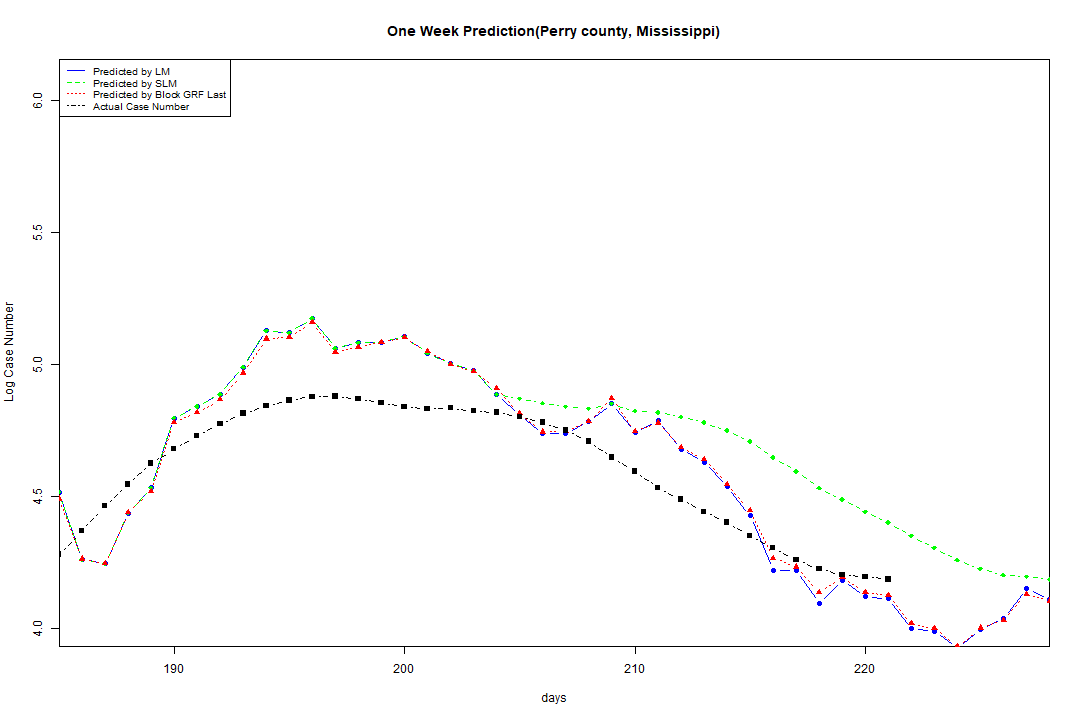 One Week Prediction(Perry county, Mississippi)
Predicted by LM
Predicted by SLM
Predicted by Block GRF Last
Actual Case Number
6.0
5.5
5.0
4.5
4.0
Log Case Number
190 200 210 220
days